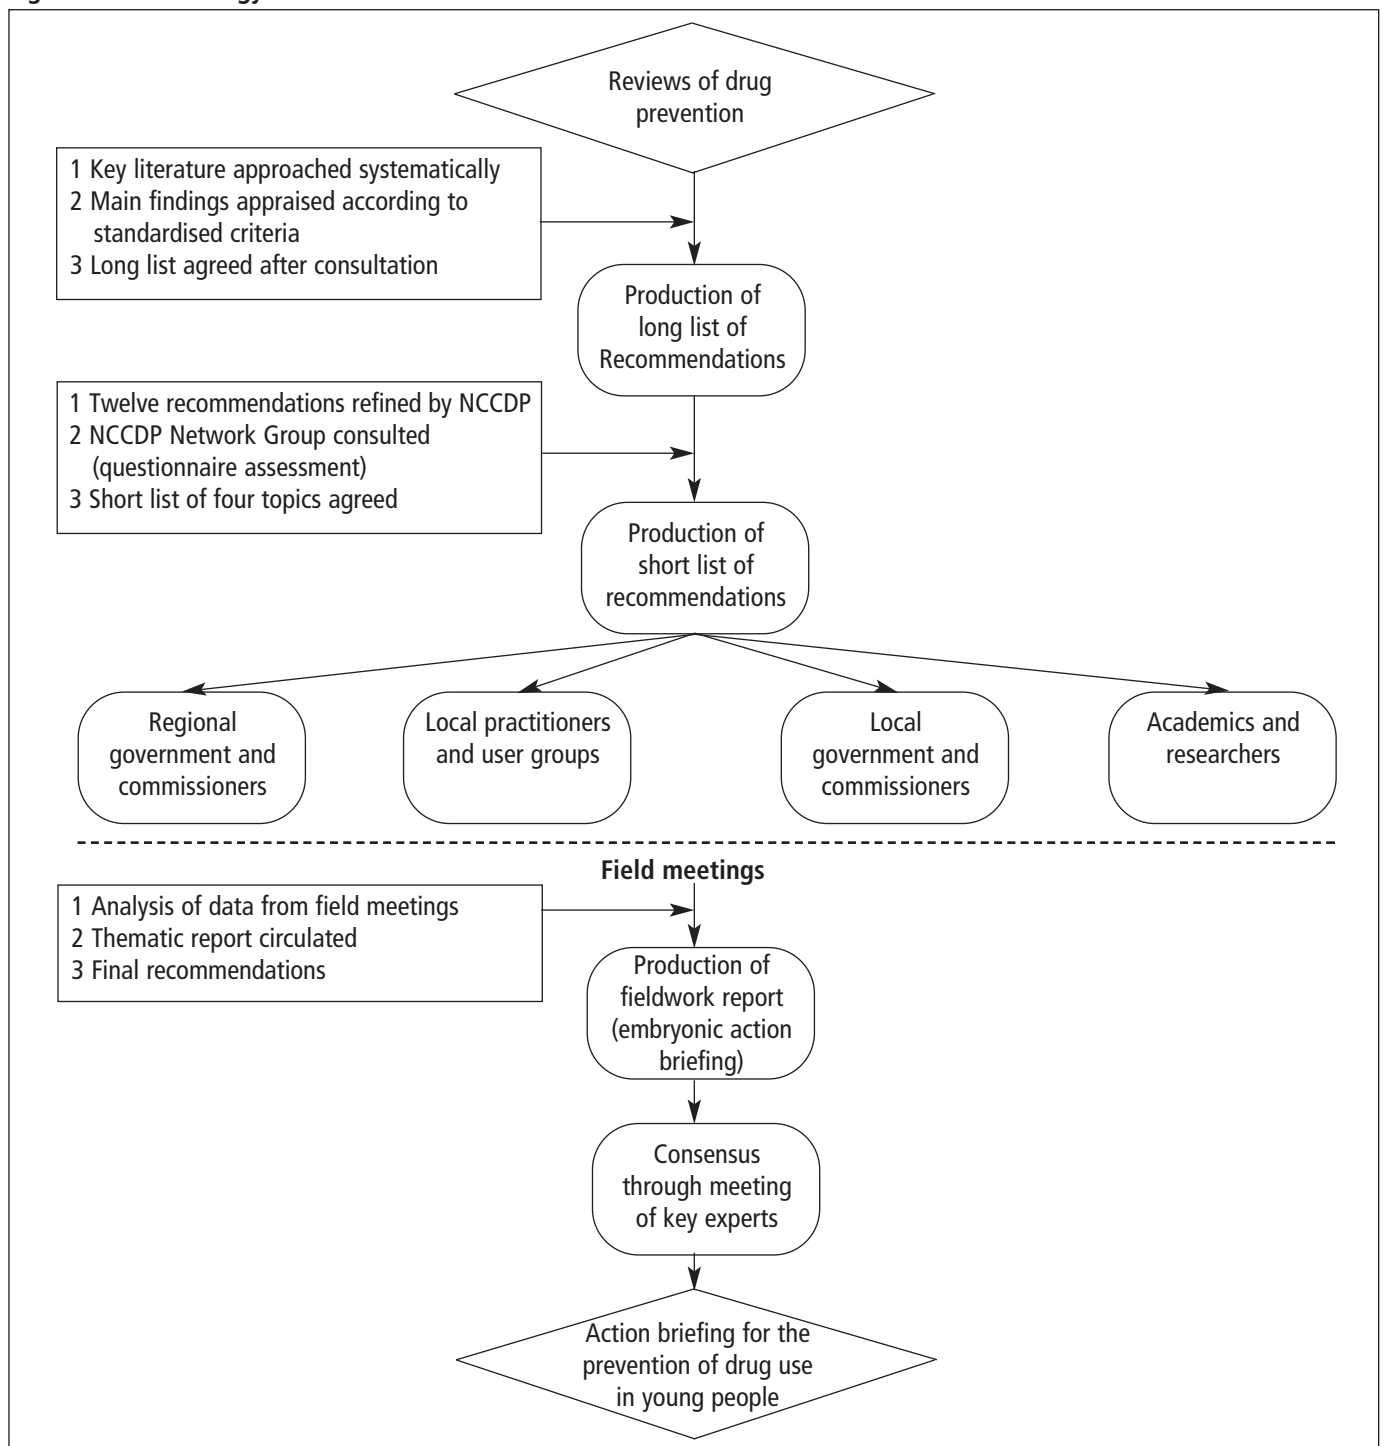 Reviews of drug
prevention
1 Key literature approached systematically
2 Main findings appraised according to
standardised criteria
3 Long list agreed after consultation
Production of
long list of
Recommendations
1 Twelve recommendations refined by NCCDP
2 NCCDP Network Group consulted
(questionnaire assessment)
3 Short list of four topics agreed
Production of
short list of
recommendations
Regional
government and
commissioners
Local practitioners
and user groups
Local
government and
commissioners
Academics and
researchers
Field meetings
1 Analysis of data from field meetings
2 Thematic report circulated
3 Final recommendations
Production of
fieldwork report
(embryonic action
briefing)
Consensus
through meeting
of key experts
Action briefing for the
prevention of drug use
in young people